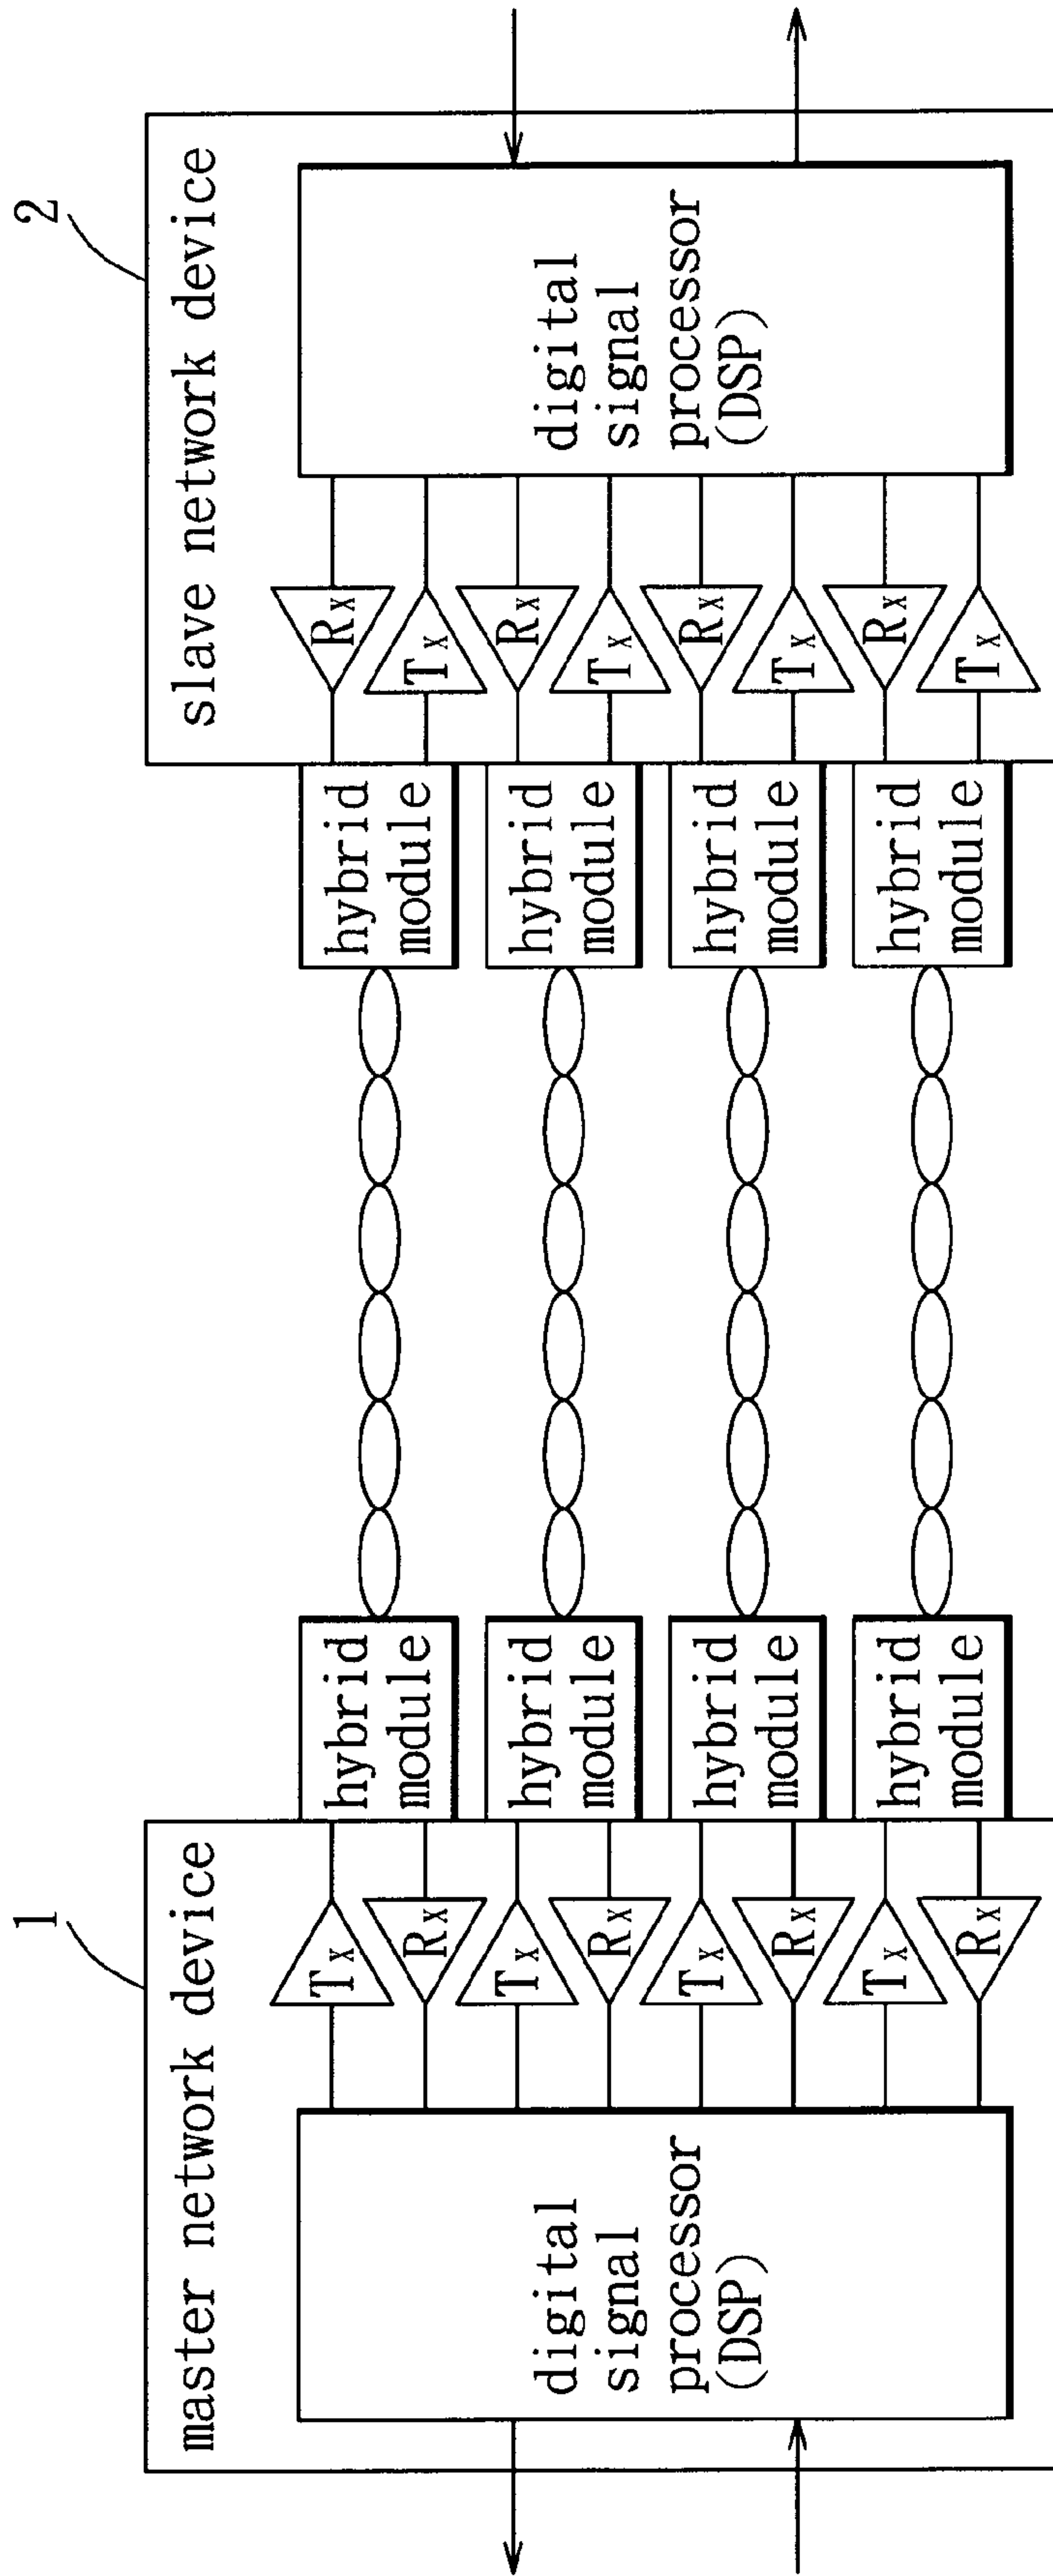 1
master network device
digital
signal
processor
(DSP)
Tx
Rx
Tx
Rx
Tx
Rx
Tx
Rx
hybrid
module
hybrid
module
hybrid
module
hybrid
module
2
slave network device
hybrid
module
hybrid
module
hybrid
module
hybrid
module
Rx
Tx
Rx
Tx
Rx
Tx
Rx
Tx
digital
signal
processor
(DSP)